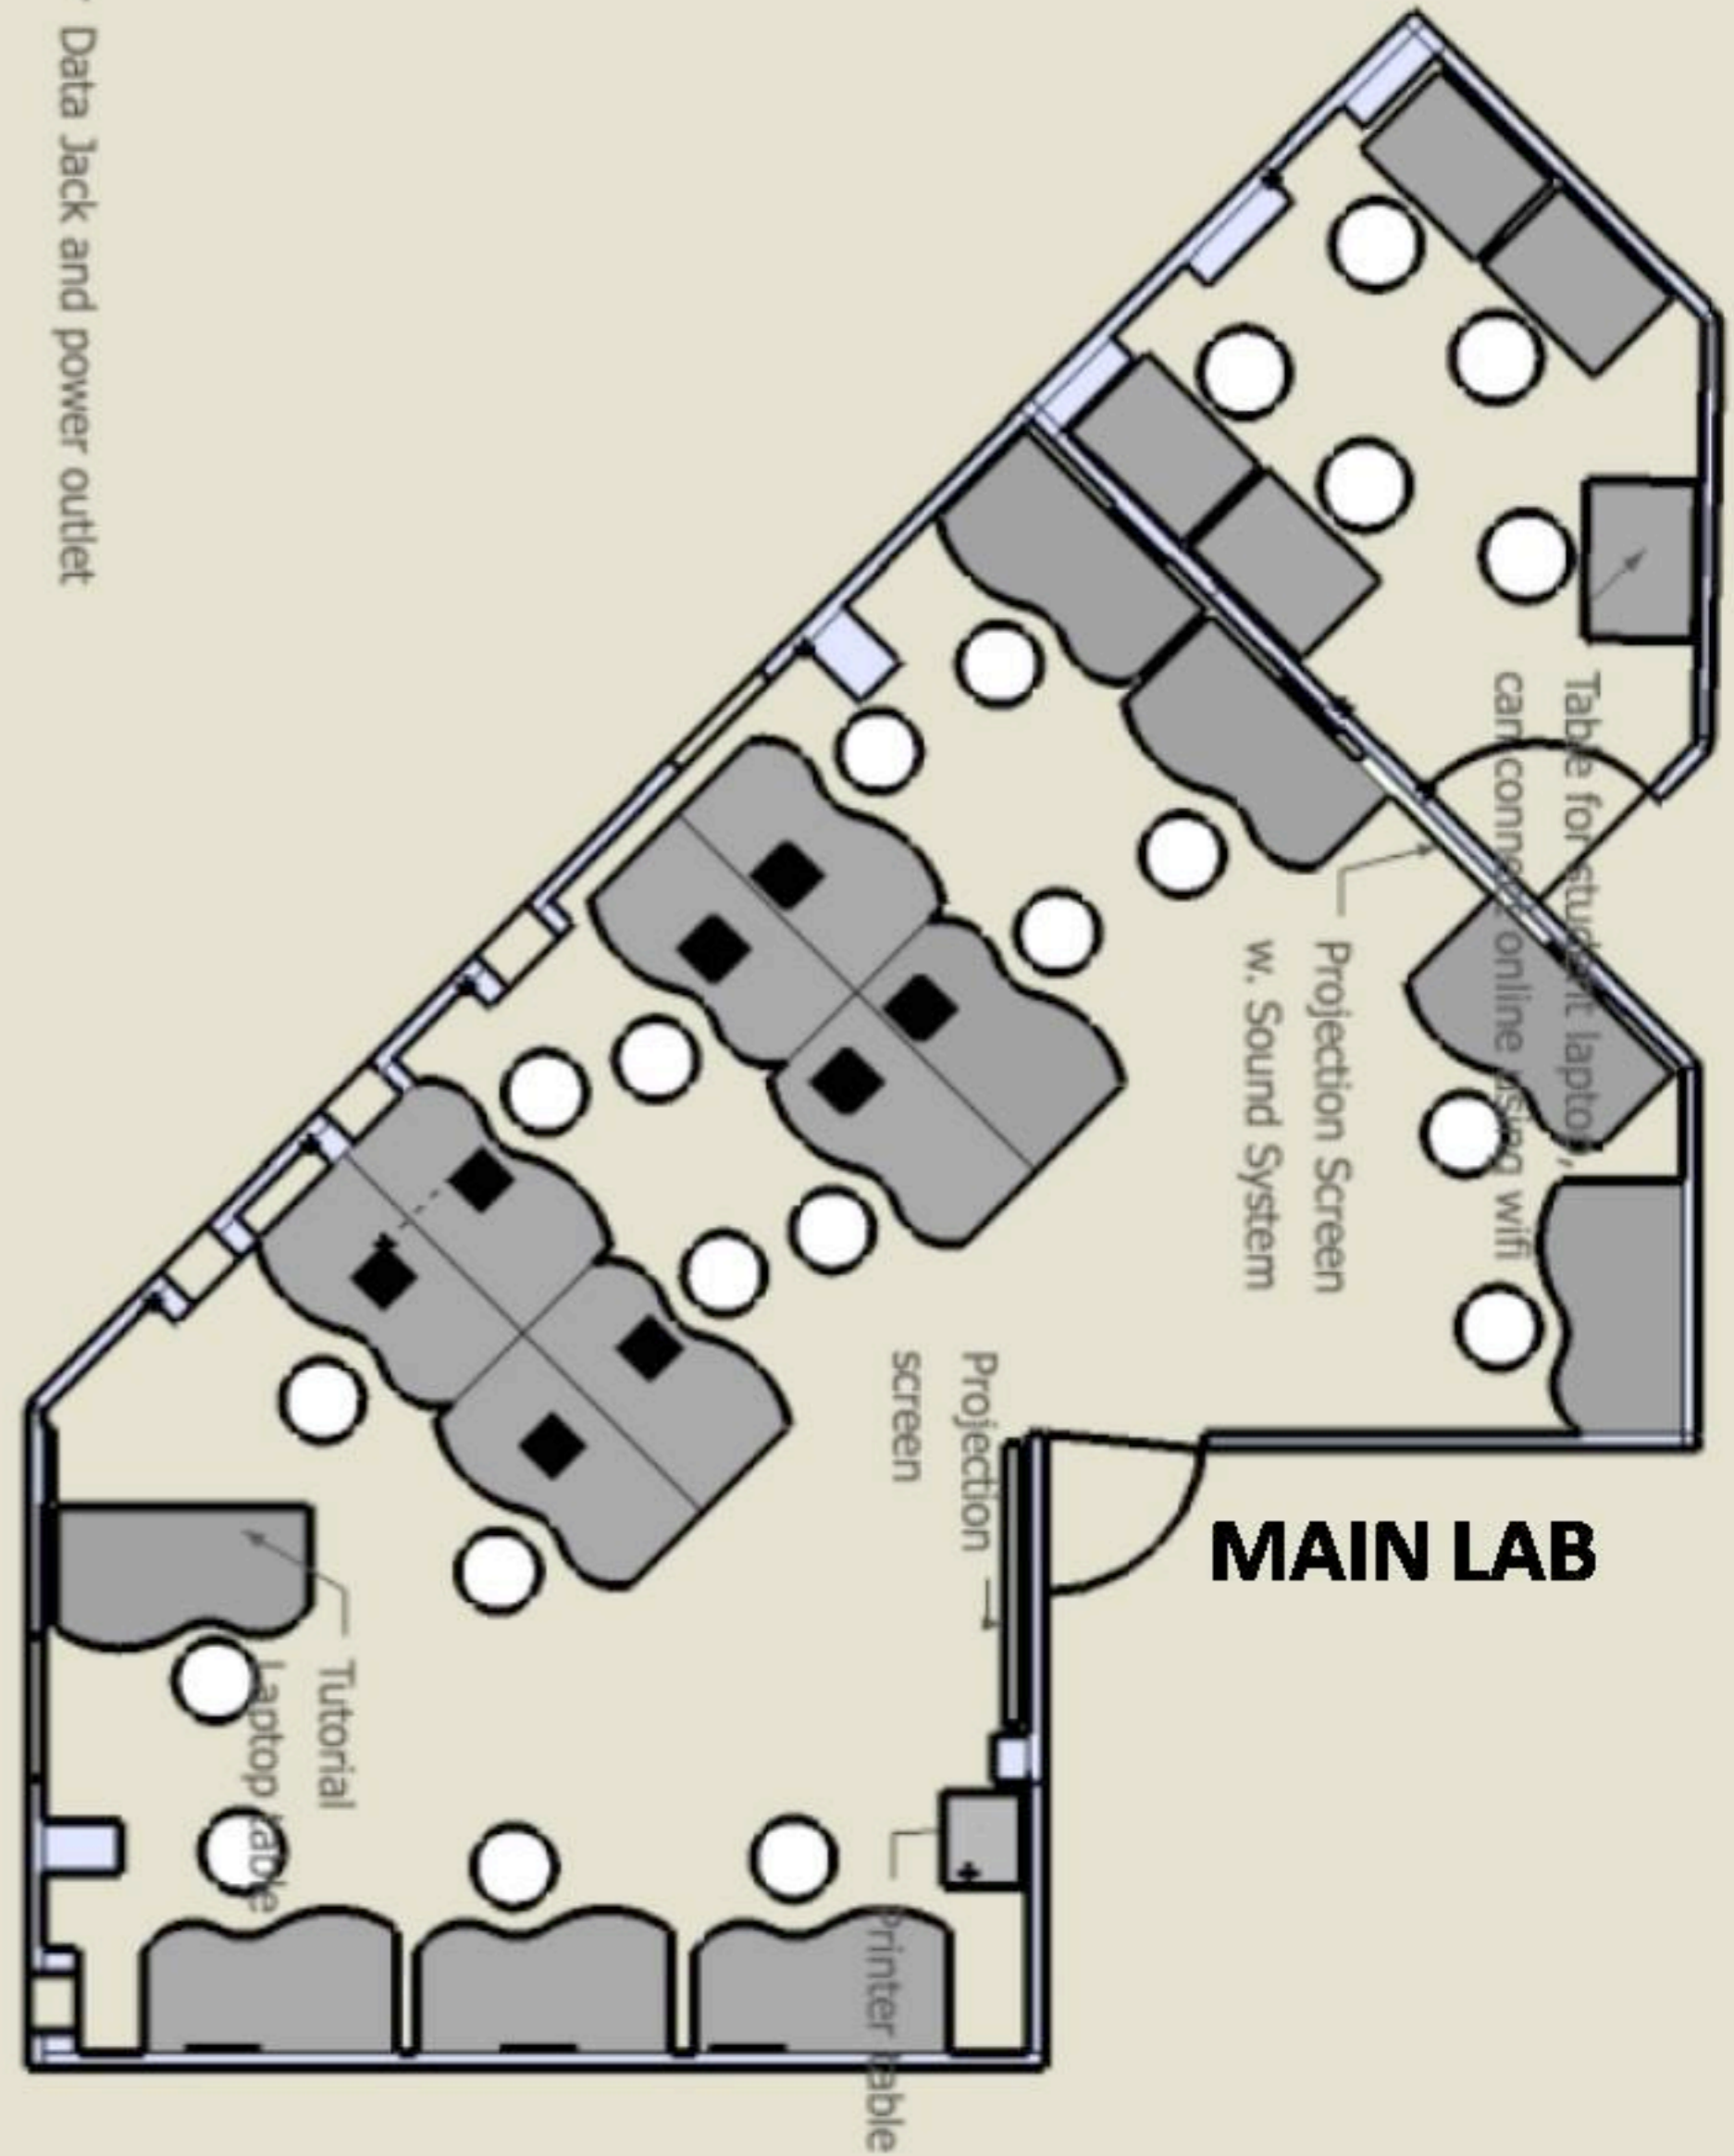 Data Jack and power outlet
Table for student laptop,
can connect online using wifi
Projection Screen
w. Sound System
Projection
screen
MAIN LAB
Tutorial
Laptop table
Printer table